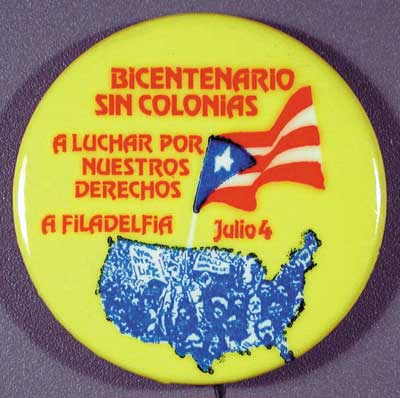 BICENTENARIO
SIN COLONIAS
A LUCHAR POR
NUESTROS
DERECHOS
A FILADELFIA Julio 4